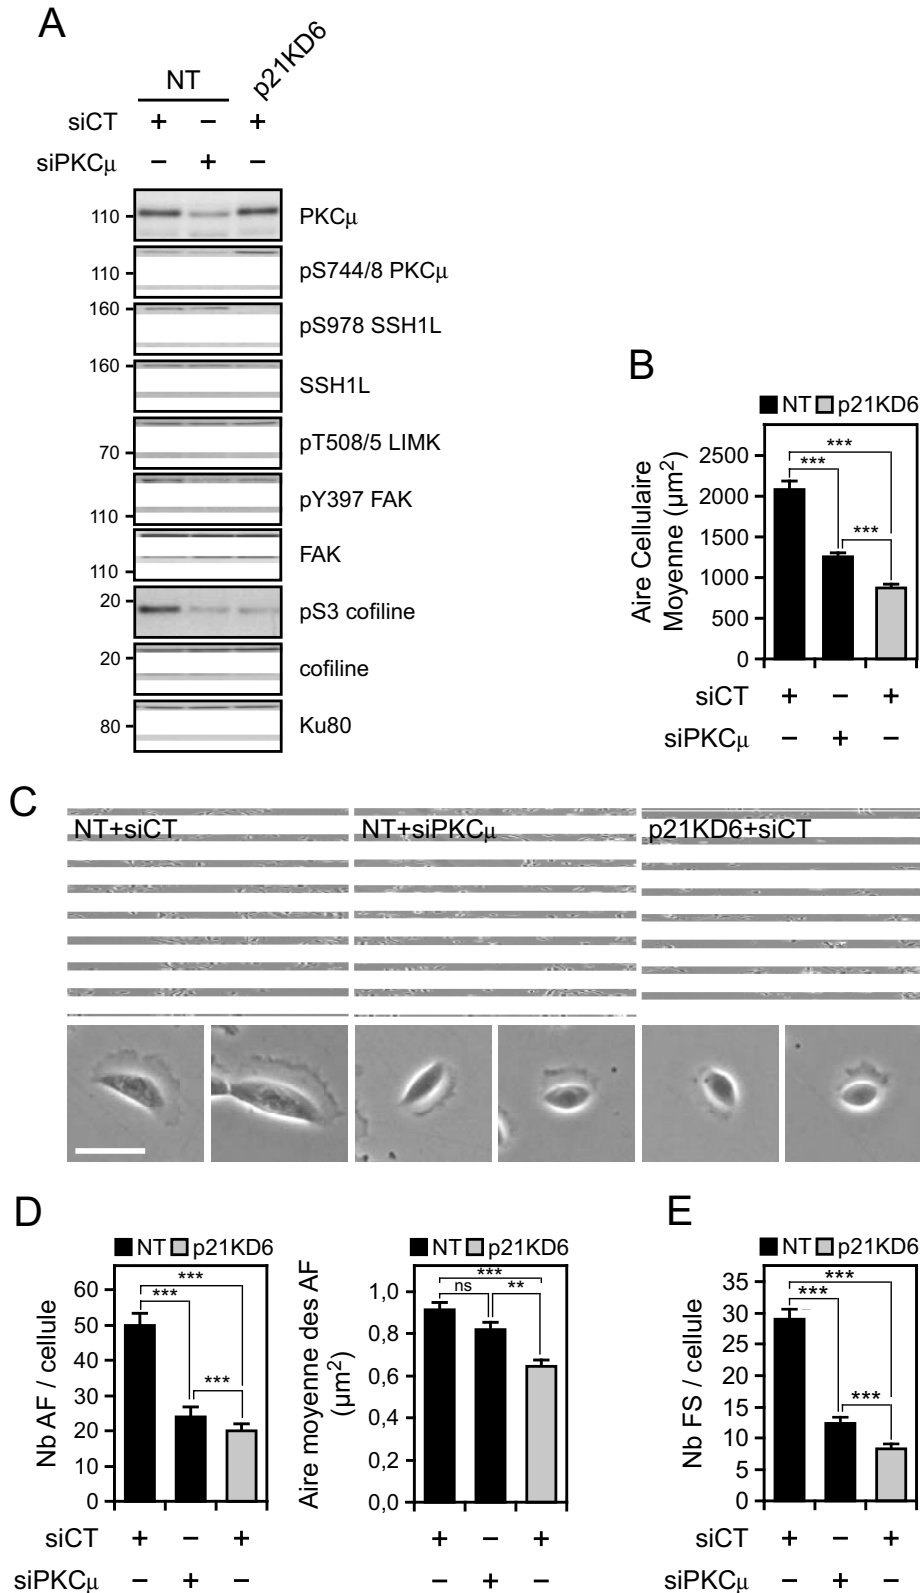 A
NT
p21KD6
siCT + − +
siPKCμ − + −
110 PKCμ
110 pS744/8 PKCμ
160 pS978 SSH1L
160 SSH1L
70 pT508/5 LIMK
110 pY397 FAK
110 FAK
20 pS3 cofiline
20 cofiline
80 Ku80
B
NT p21KD6
Aire Cellulaire
Moyenne (μm²)
2500
2000
1500
1000
500
0
***
***
***
siCT + − +
siPKCμ − + −
C
NT+siCT NT+siPKCμ p21KD6+siCT
D
NT p21KD6
Nb AF / cellule
60
50
40
30
20
10
0
***
***
***
siCT + − +
siPKCμ − + −
NT p21KD6
Aire moyenne des AF
(μm²)
1,0
0,8
0,6
0,4
0,2
0,0
***
ns **
+ − +
− + −
E
NT p21KD6
Nb FS / cellule
35
30
25
20
15
10
5
0
***
***
***
siCT + − +
siPKCμ − + −